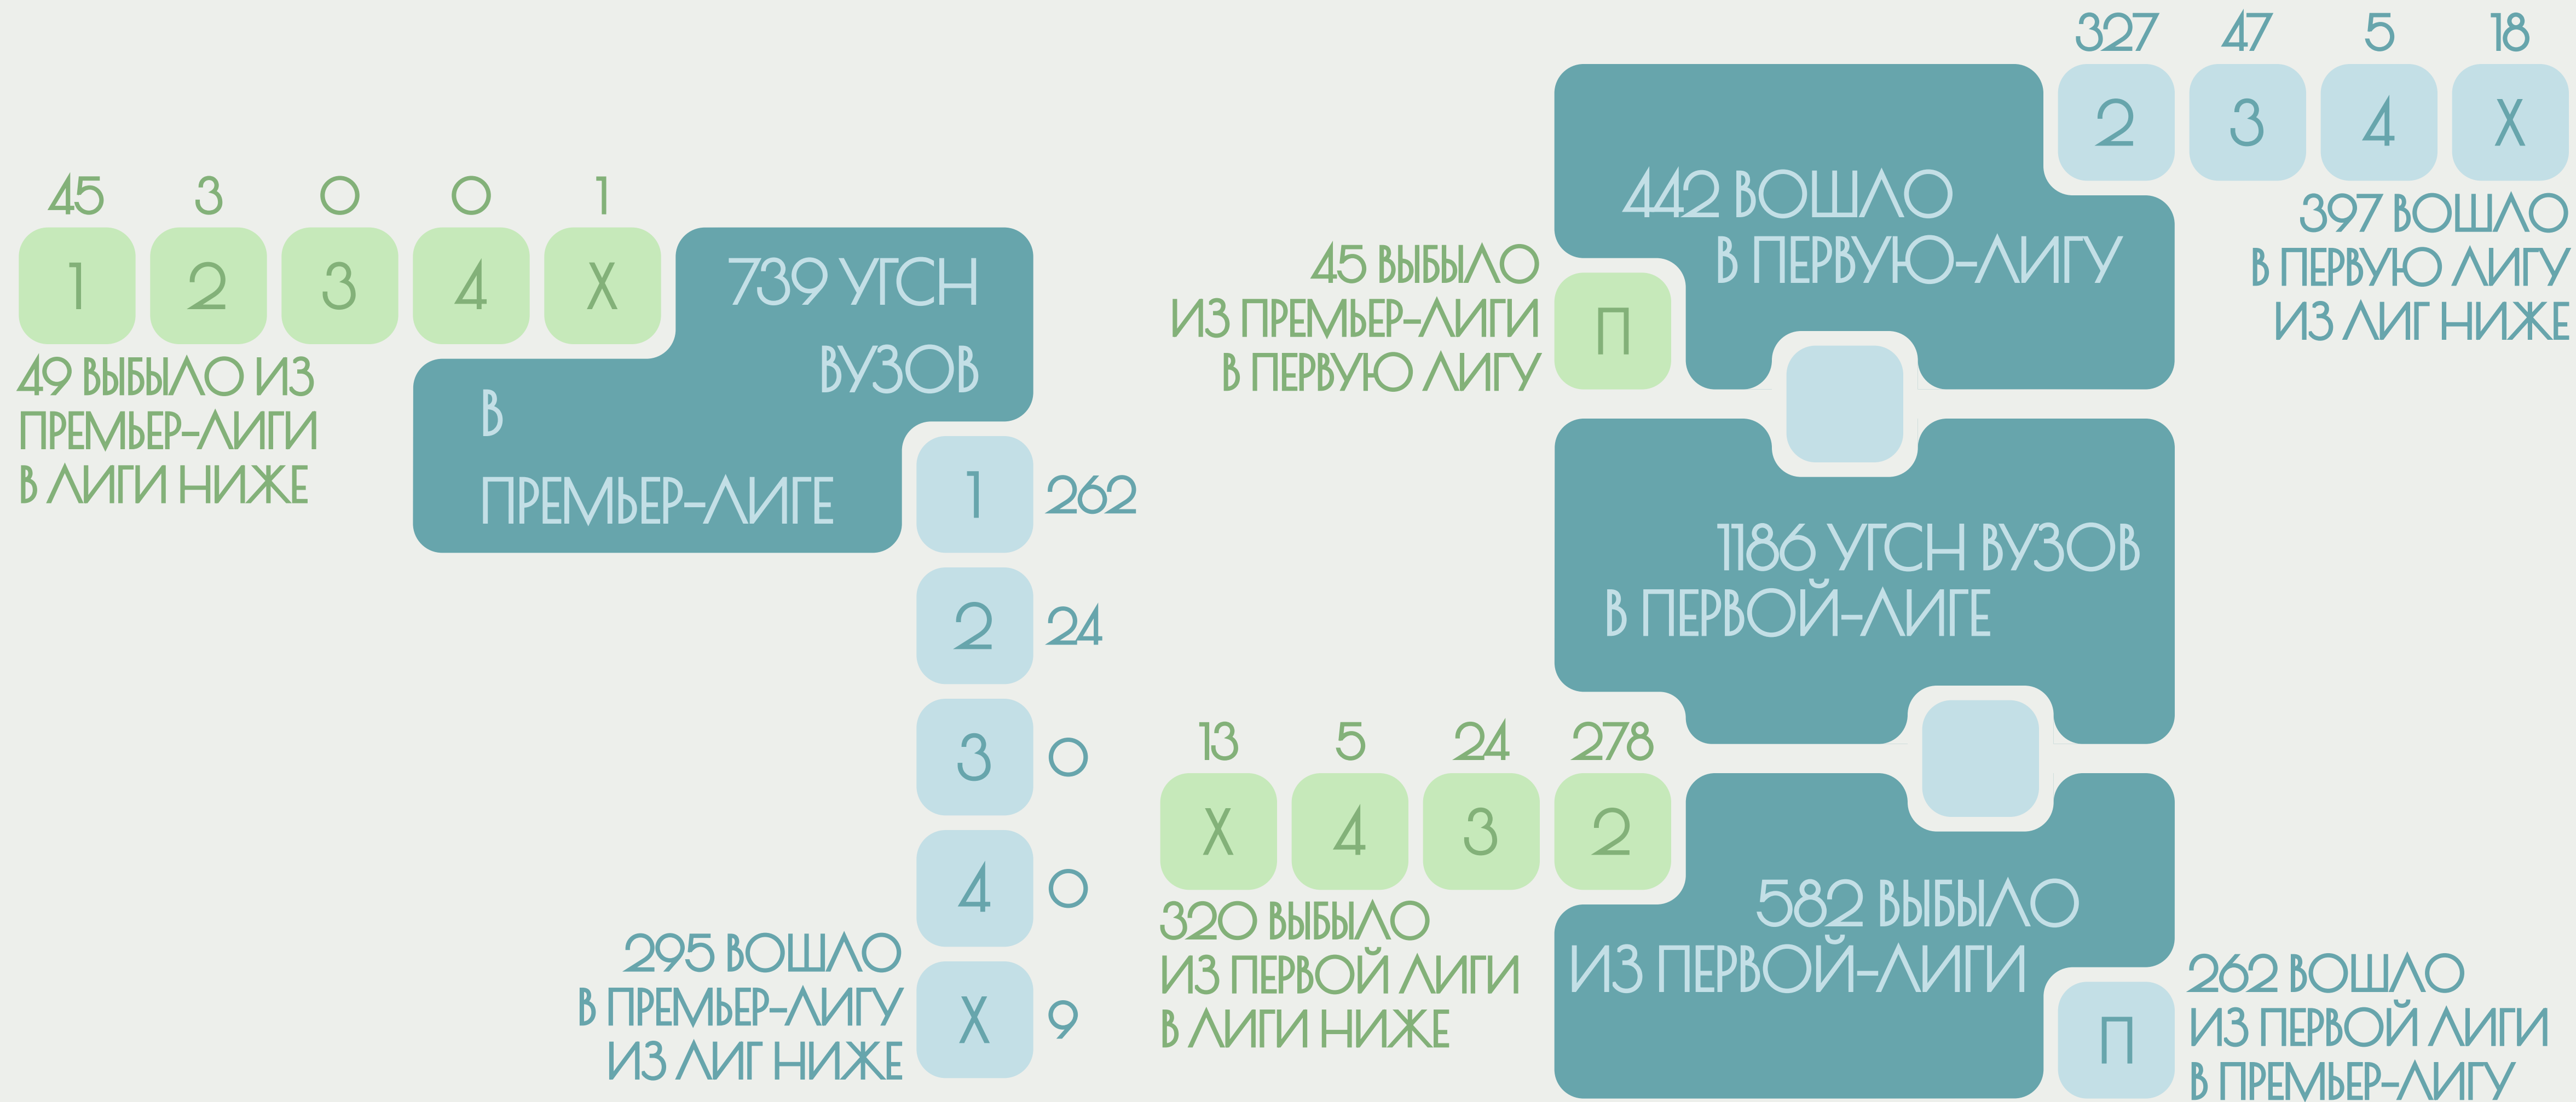 45 3 0 0 1
1 2 3 4 Х
49 ВЫБЫЛО ИЗ
ПРЕМЬЕР-ЛИГИ
В ЛИГИ НИЖЕ
739 УГСН
ВУЗОВ
В
ПРЕМЬЕР-ЛИГЕ
1 262
2 24
3 0
4 0
Х 9
295 ВОШЛО
В ПРЕМЬЕР-ЛИГУ
ИЗ ЛИГ НИЖЕ
327 47 5 18
2 3 4 Х
397 ВОШЛО
В ПЕРВУЮ ЛИГУ
ИЗ ЛИГ НИЖЕ
442 ВОШЛО
В ПЕРВУЮ-ЛИГУ
45 ВЫБЫЛО
ИЗ ПРЕМЬЕР-ЛИГИ
В ПЕРВУЮ ЛИГУ
П
1186 УГСН ВУЗОВ
В ПЕРВОЙ-ЛИГЕ
13 5 24 278
Х 4 3 2
320 ВЫБЫЛО
ИЗ ПЕРВОЙ ЛИГИ
В ЛИГИ НИЖЕ
582 ВЫБЫЛО
ИЗ ПЕРВОЙ-ЛИГИ
П
262 ВОШЛО
ИЗ ПЕРВОЙ ЛИГИ
В ПРЕМЬЕР-ЛИГУ